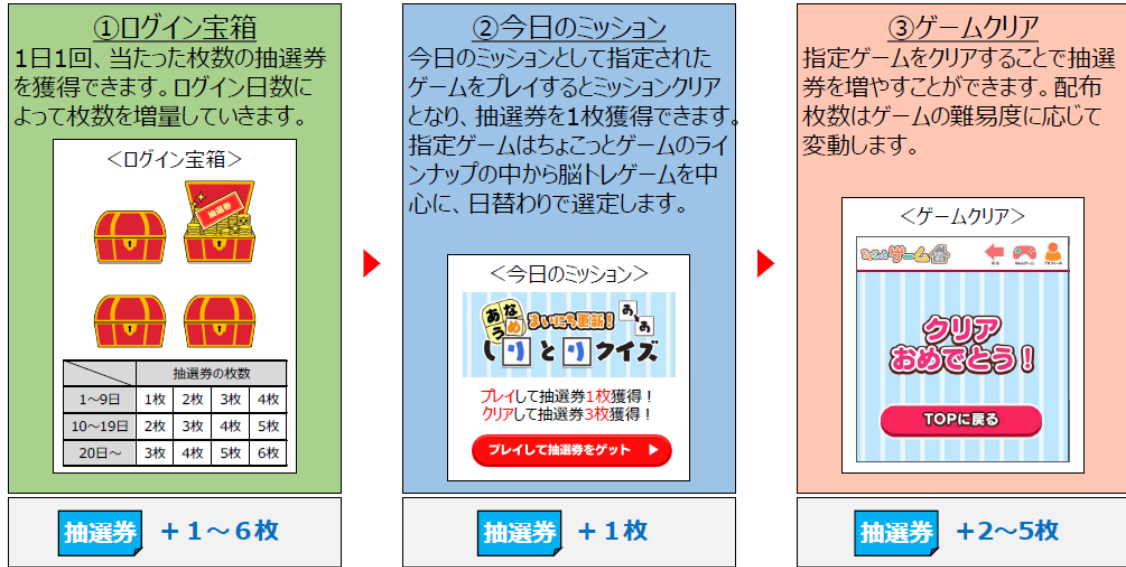 ①ログイン宝箱
1日1回、当たった枚数の抽選券
を獲得できます。ログイン日数に
よって枚数を増量していきます。
＜ログイン宝箱＞
抽選券
抽選券の枚数
1～9日 1枚 2枚 3枚 4枚
10～19日 2枚 3枚 4枚 5枚
20日～ 3枚 4枚 5枚 6枚
抽選券 +1～6枚
②今日のミッション
今日のミッションとして指定された
ゲームをプレイするとミッションクリア
となり、抽選券を1枚獲得できます。
指定ゲームはちょこっとゲームのライ
ンナップの中から脳トレゲームを中
心に、日替わりで選定します。
＜今日のミッション＞
あなうめ まいにち更新！
しりとりクイズ
プレイして抽選券1枚獲得！
クリアして抽選券3枚獲得！
プレイして抽選券をゲット
抽選券 +1枚
③ゲームクリア
指定ゲームをクリアすることで抽選
券を増やすことができます。配布
枚数はゲームの難易度に応じて
変動します。
＜ゲームクリア＞
ちょこっとゲーム
クリア
おめでとう！
TOPに戻る
抽選券 +2～5枚